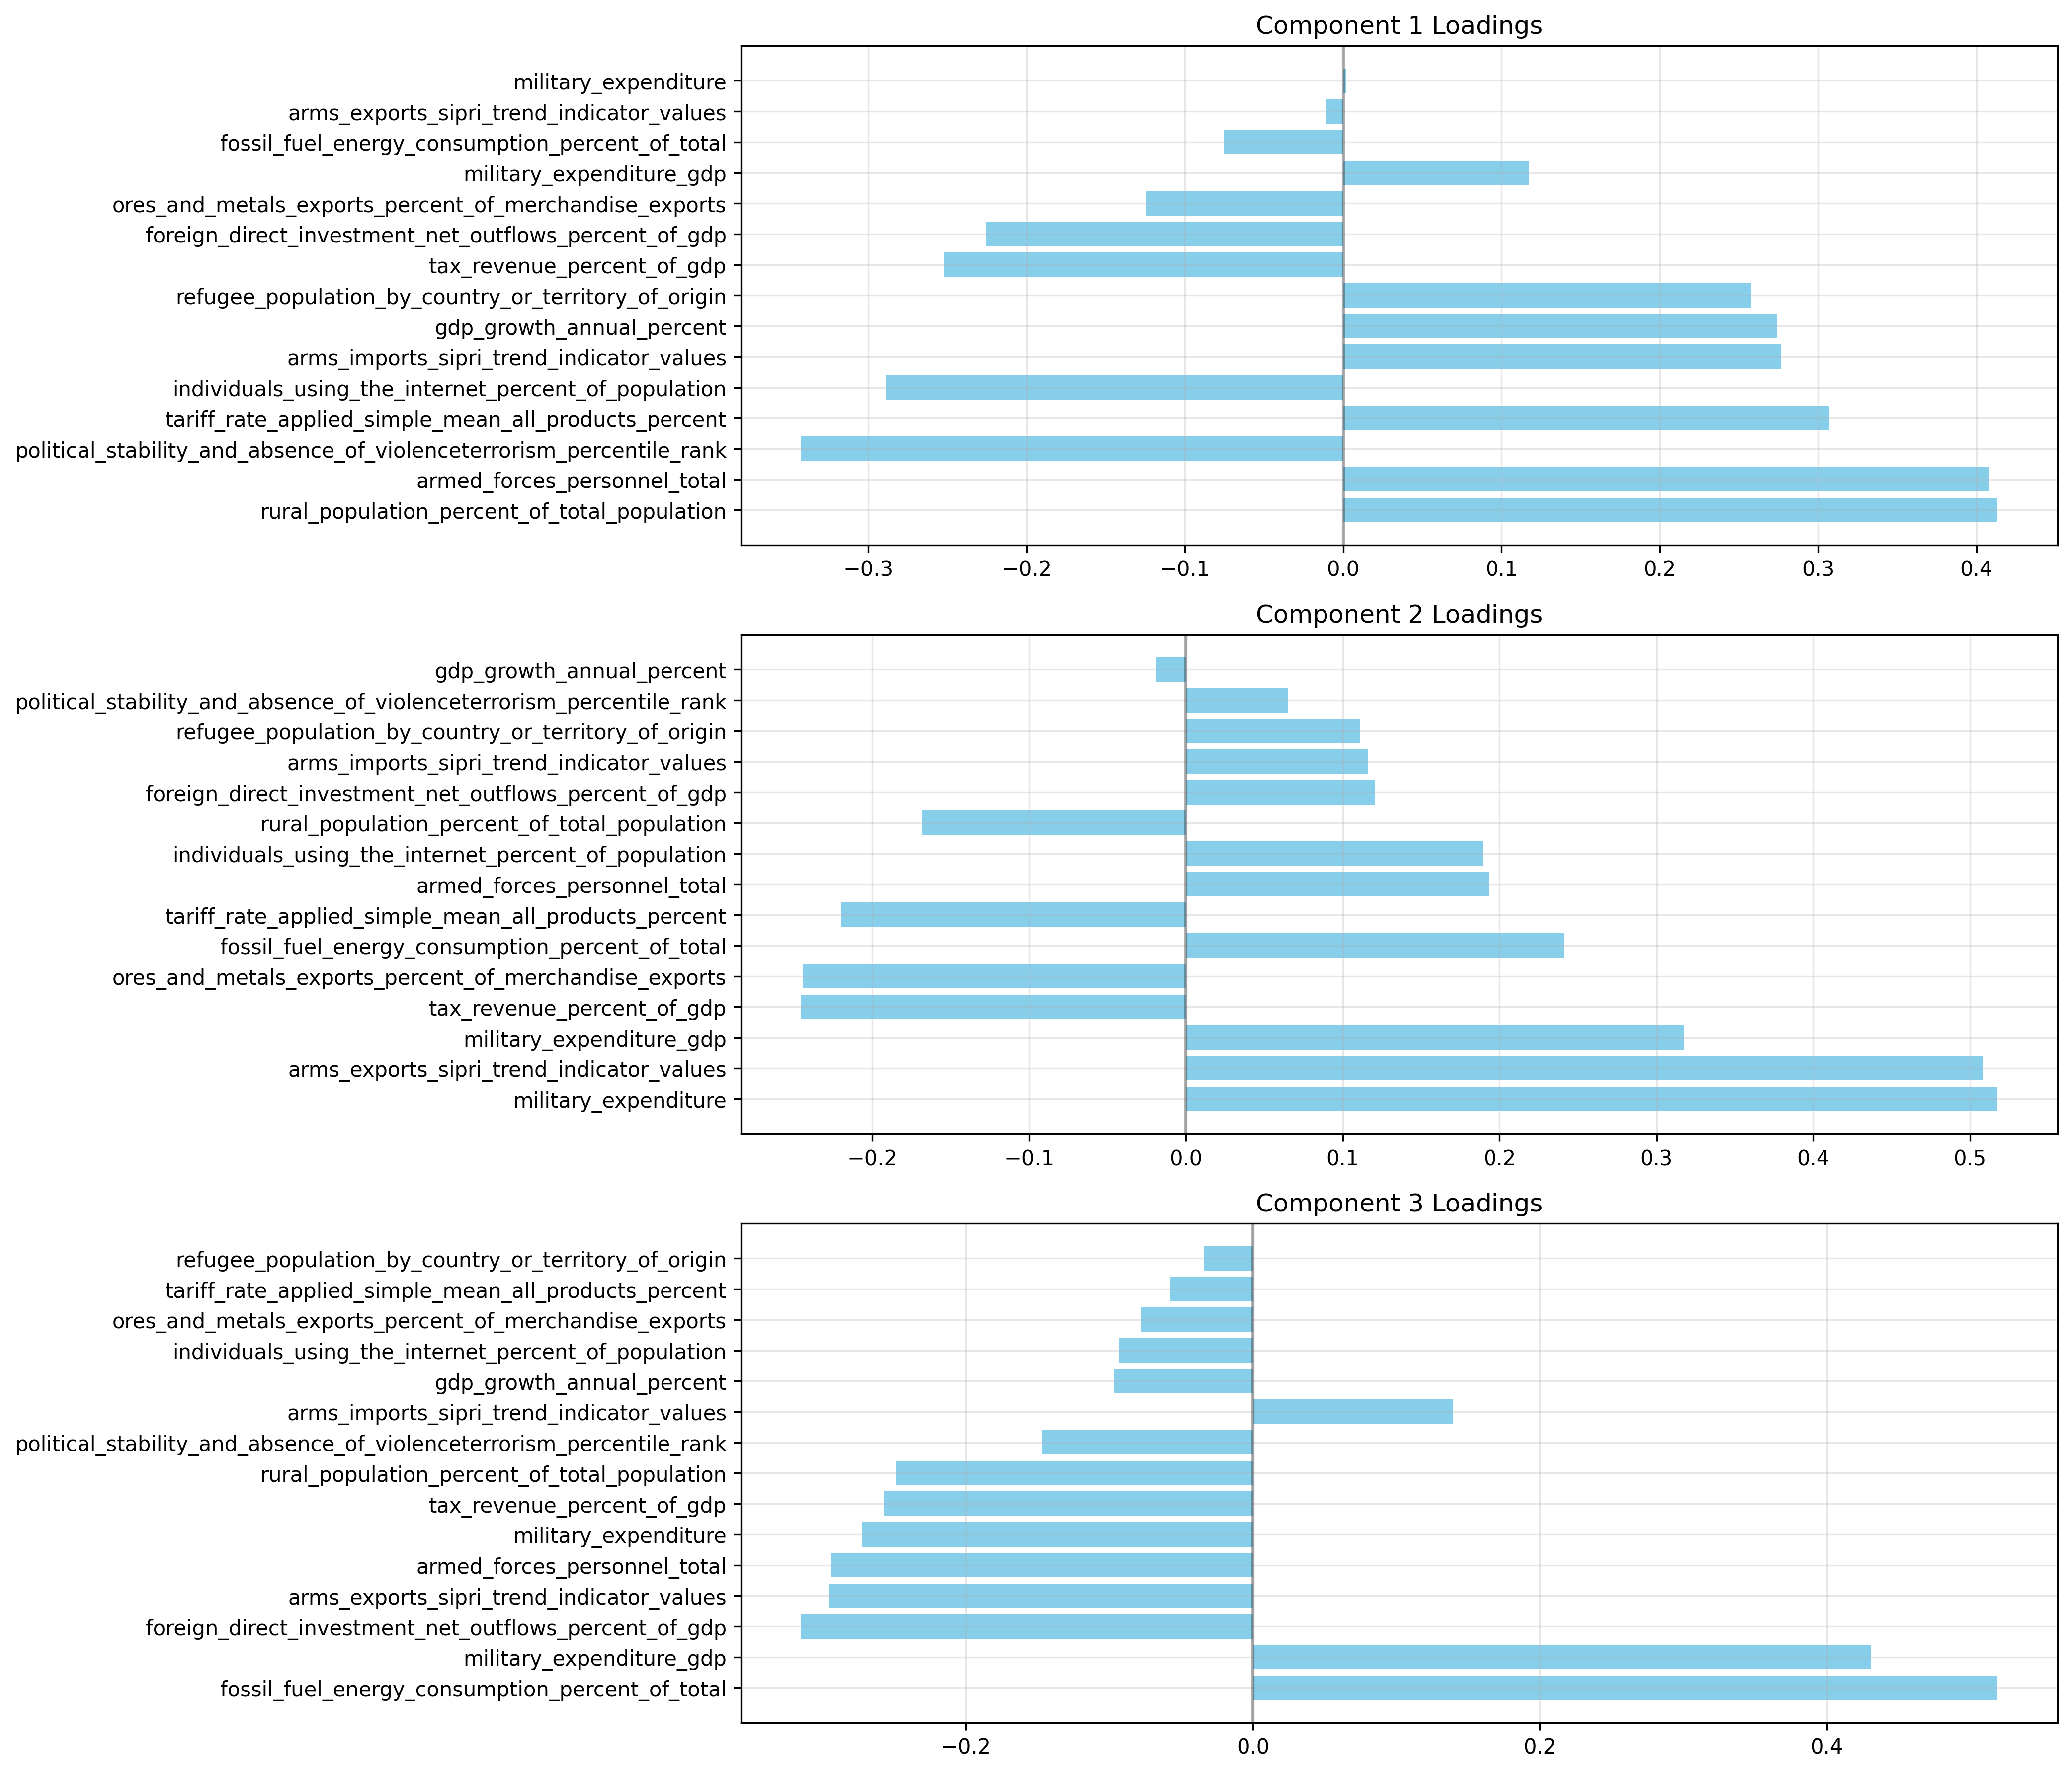 Component 1 Loadings
military_expenditure
arms_exports_sipri_trend_indicator_values
fossil_fuel_energy_consumption_percent_of_total
military_expenditure_gdp
ores_and_metals_exports_percent_of_merchandise_exports
foreign_direct_investment_net_outflows_percent_of_gdp
tax_revenue_percent_of_gdp
refugee_population_by_country_or_territory_of_origin
gdp_growth_annual_percent
arms_imports_sipri_trend_indicator_values
individuals_using_the_internet_percent_of_population
tariff_rate_applied_simple_mean_all_products_percent
political_stability_and_absence_of_violenceterrorism_percentile_rank
armed_forces_personnel_total
rural_population_percent_of_total_population
−0.3 −0.2 −0.1 0.0 0.1 0.2 0.3 0.4
Component 2 Loadings
gdp_growth_annual_percent
political_stability_and_absence_of_violenceterrorism_percentile_rank
refugee_population_by_country_or_territory_of_origin
arms_imports_sipri_trend_indicator_values
foreign_direct_investment_net_outflows_percent_of_gdp
rural_population_percent_of_total_population
individuals_using_the_internet_percent_of_population
armed_forces_personnel_total
tariff_rate_applied_simple_mean_all_products_percent
fossil_fuel_energy_consumption_percent_of_total
ores_and_metals_exports_percent_of_merchandise_exports
tax_revenue_percent_of_gdp
military_expenditure_gdp
arms_exports_sipri_trend_indicator_values
military_expenditure
−0.2 −0.1 0.0 0.1 0.2 0.3 0.4 0.5
Component 3 Loadings
refugee_population_by_country_or_territory_of_origin
tariff_rate_applied_simple_mean_all_products_percent
ores_and_metals_exports_percent_of_merchandise_exports
individuals_using_the_internet_percent_of_population
gdp_growth_annual_percent
arms_imports_sipri_trend_indicator_values
political_stability_and_absence_of_violenceterrorism_percentile_rank
rural_population_percent_of_total_population
tax_revenue_percent_of_gdp
military_expenditure
armed_forces_personnel_total
arms_exports_sipri_trend_indicator_values
foreign_direct_investment_net_outflows_percent_of_gdp
military_expenditure_gdp
fossil_fuel_energy_consumption_percent_of_total
−0.2 0.0 0.2 0.4